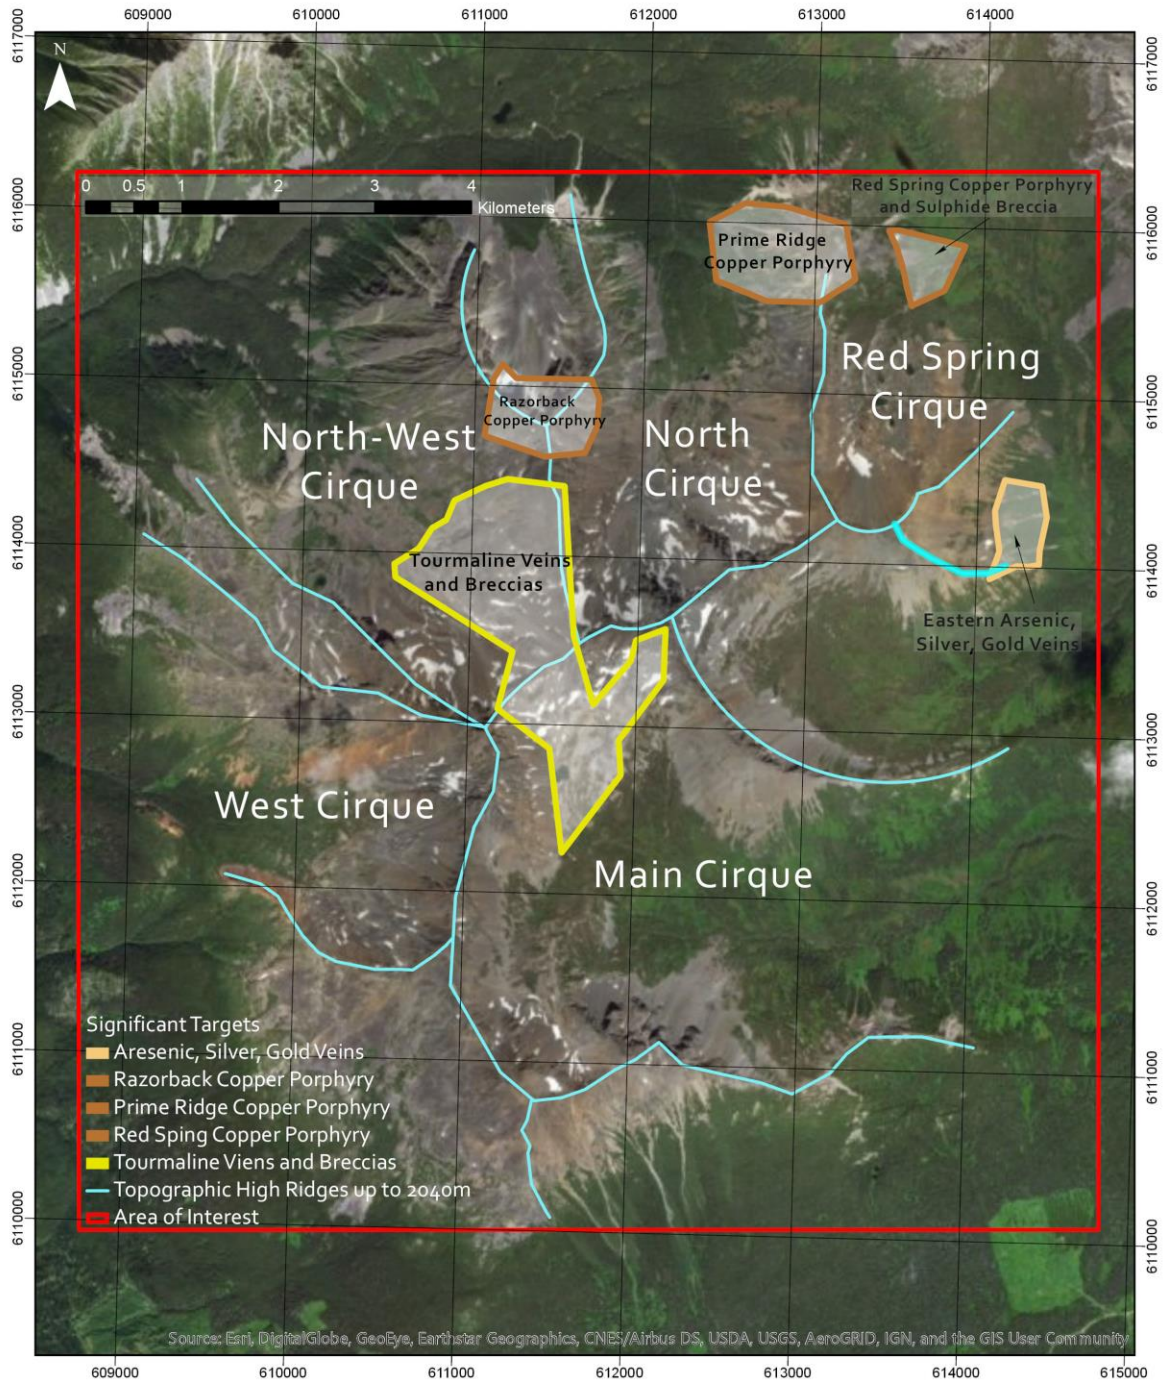 609000 610000 611000 612000 613000 614000
6117000
6117000
N
0 0.5 1 2 3 4
Kilometers
Red Spring Copper Porphyry
and Sulphide Breccia
6116000
6116000
Prime Ridge
Copper Porphyry
Red Spring
Cirque
6115000
6115000
Razorback
Copper Porphyry
North-West
Cirque
North
Cirque
6114000
6114000
Tourmaline Veins
and Breccias
Eastern Arsenic,
Silver, Gold Veins
6113000
6113000
West Cirque
Main Cirque
6112000
6112000
Significant Targets
Aresenic, Silver, Gold Veins
Razorback Copper Porphyry
Prime Ridge Copper Porphyry
Red Sping Copper Porphyry
Tourmaline Viens and Breccias
Topographic High Ridges up to 2040m
Area of Interest
6111000
6111000
6110000
6110000
Source: Esri, DigitalGlobe, GeoEye, Earthstar Geographics, CNES/Airbus DS, USDA, USGS, AeroGRID, IGN, and the GIS User Community
609000 610000 611000 612000 613000 614000 615000